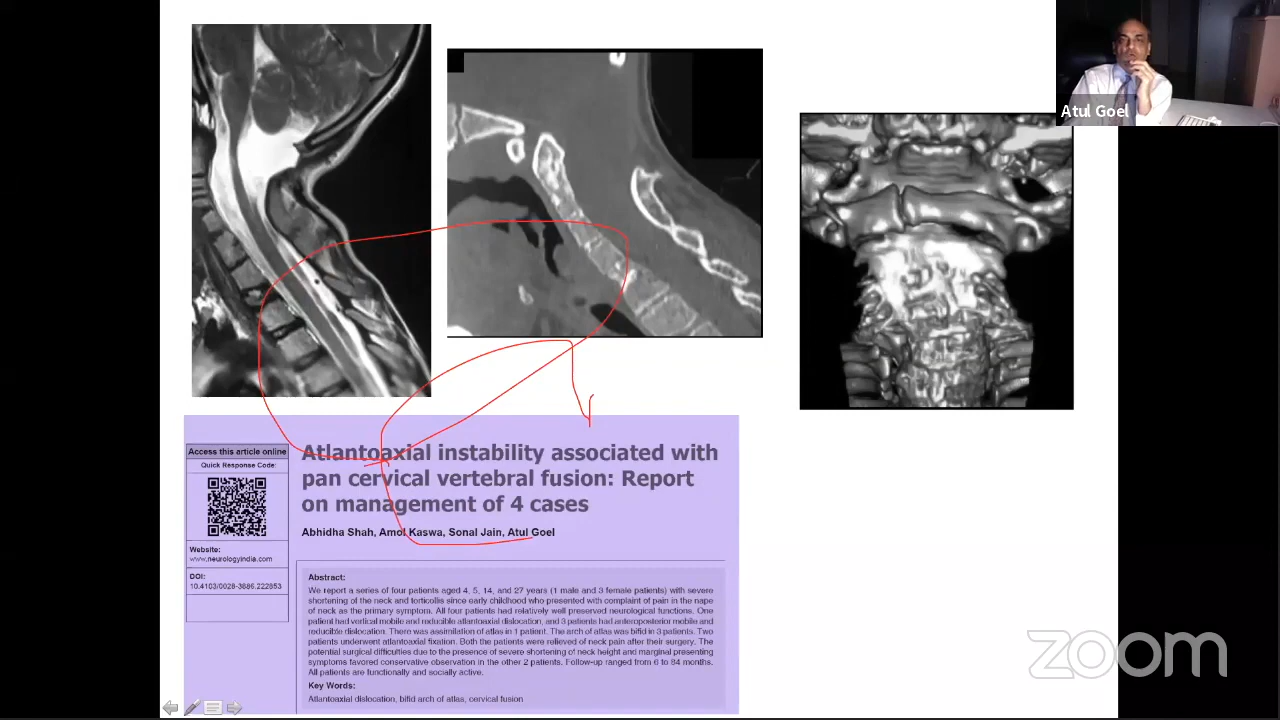 Atul Goel
Access this article online
Quick Response Code:
Website:
www.neurologyindia.com
DOI:
10.4103/0028-3886.222853
Atlantoaxial instability associated with
pan cervical vertebral fusion: Report
on management of 4 cases
Abhidha Shah, Amol Kaswa, Sonal Jain, Atul Goel
Abstract:
We report a series of four patients aged 4, 5, 14, and 27 years (1 male and 3 female patients) with severe
shortening of the neck and torticollis since early childhood who presented with complaint of pain in the nape
of neck as the primary symptom. All four patients had relatively well preserved neurological functions. One
patient had vertical mobile and reducible atlantoaxial dislocation, and 3 patients had anteroposterior mobile and
reducible dislocation. There was assimilation of atlas in 1 patient. The arch of atlas was bifid in 3 patients. Two
patients underwent atlantoaxial fixation. Both the patients were relieved of neck pain after their surgery. The
potential surgical difficulties due to the presence of severe shortening of neck height and marginal presenting
symptoms favored conservative observation in the other 2 patients. Follow-up ranged from 6 to 84 months.
All patients are functionally and socially active.
Key Words:
Atlantoaxial dislocation, bifid arch of atlas, cervical fusion
zoom